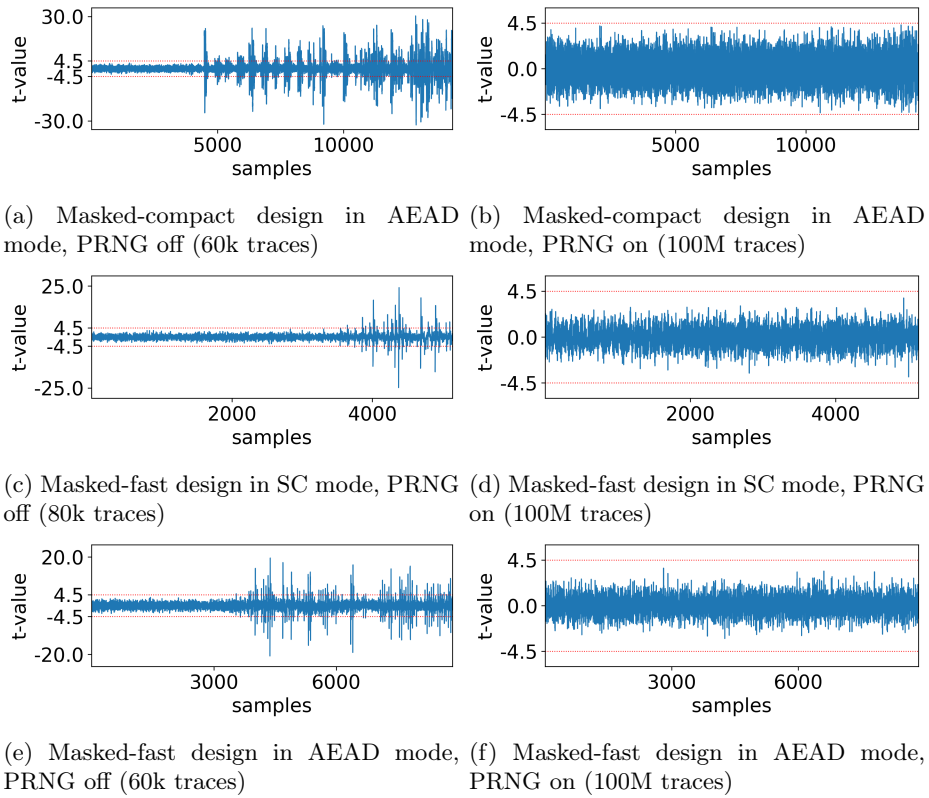 30.0
4.5
-4.5
-30.0
t-value
5000 10000
samples
4.5
0.0
-4.5
t-value
5000 10000
samples
(a) Masked-compact design in AEAD
mode, PRNG off (60k traces)
(b) Masked-compact design in AEAD
mode, PRNG on (100M traces)
25.0
4.5
-4.5
-25.0
t-value
2000 4000
samples
4.5
0.0
-4.5
t-value
2000 4000
samples
(c) Masked-fast design in SC mode, PRNG
off (80k traces)
(d) Masked-fast design in SC mode, PRNG
on (100M traces)
20.0
4.5
-4.5
-20.0
t-value
3000 6000
samples
4.5
0.0
-4.5
t-value
3000 6000
samples
(e) Masked-fast design in AEAD mode,
PRNG off (60k traces)
(f) Masked-fast design in AEAD mode,
PRNG on (100M traces)